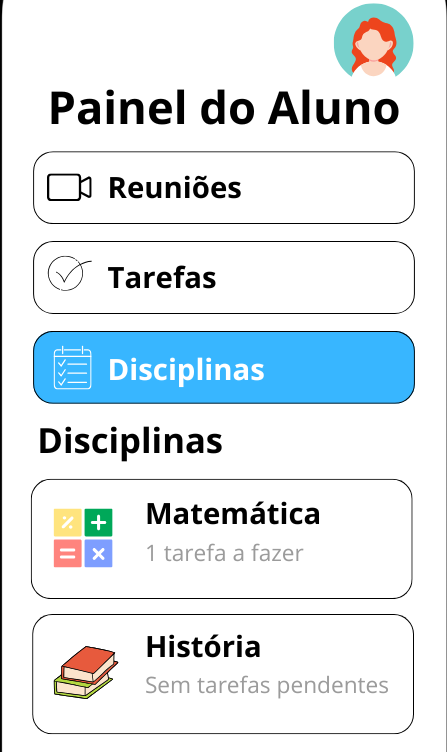 Painel do Aluno
Reuniões
Tarefas
Disciplinas
Disciplinas
Matemática
1 tarefa a fazer
História
Sem tarefas pendentes